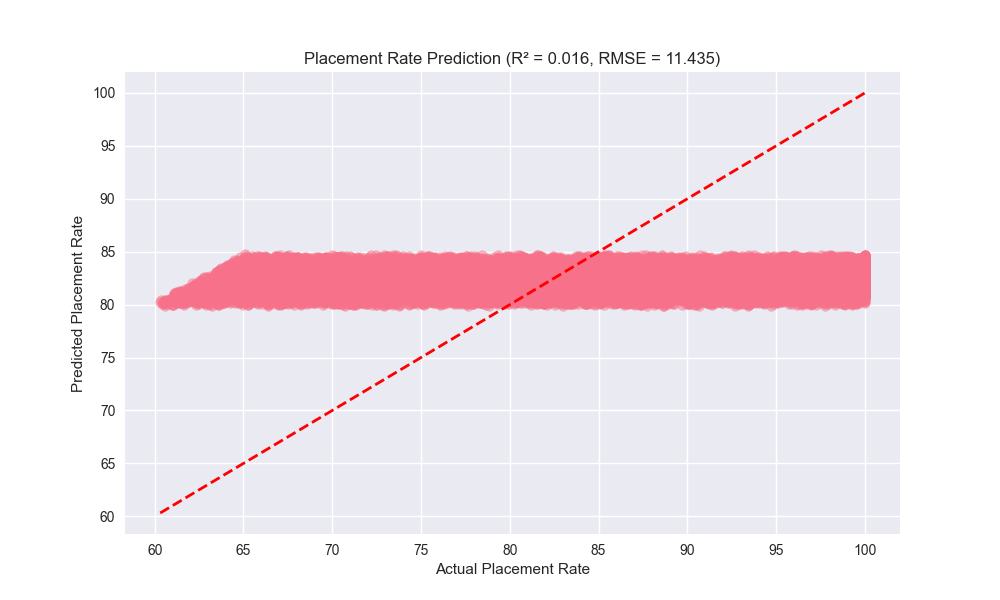 Placement Rate Prediction (R² = 0.016, RMSE = 11.435)
Predicted Placement Rate
100
95
90
85
80
75
70
65
60
60 65 70 75 80 85 90 95 100
Actual Placement Rate